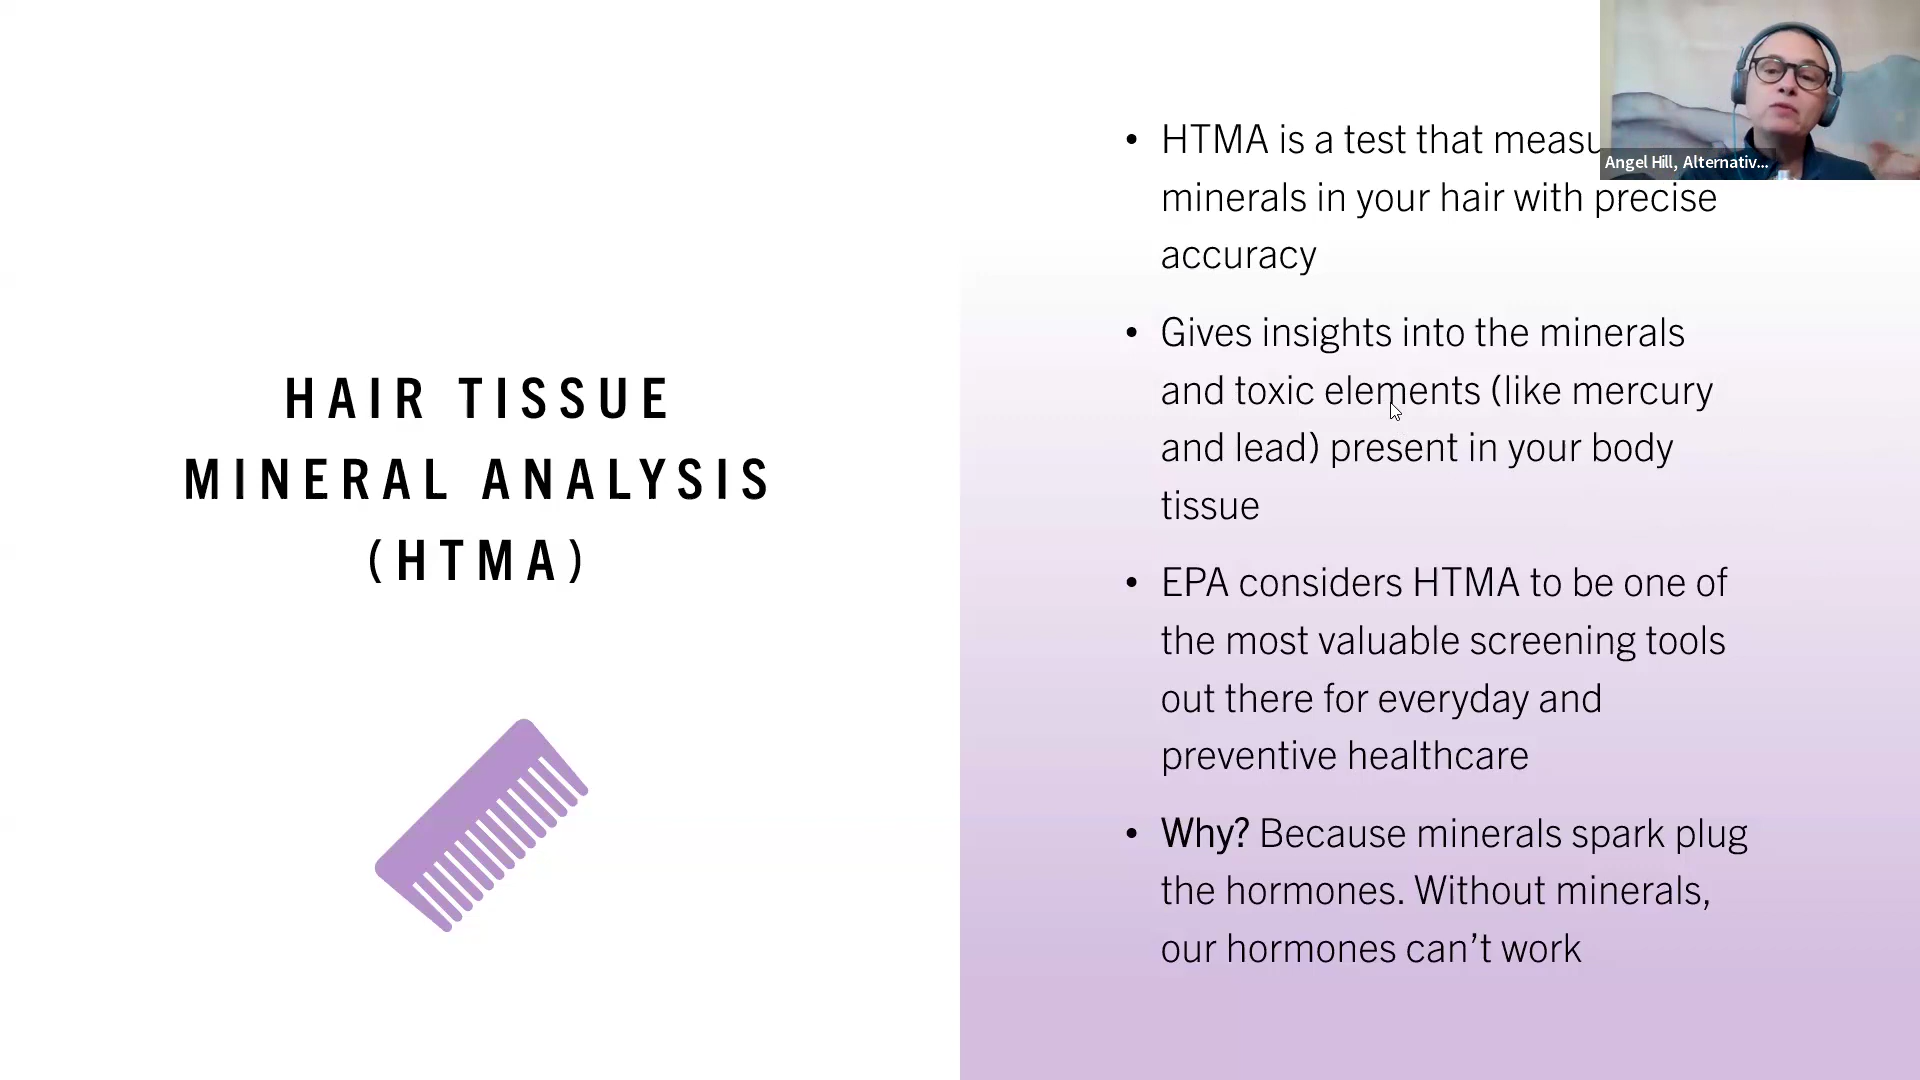 HAIR TISSUE
MINERAL ANALYSIS
(HTMA)
• HTMA is a test that
minerals in your hair with precise
accuracy
• Gives insights into the minerals
and toxic elements (like mercury
and lead) present in your body
tissue
• EPA considers HTMA to be one of
the most valuable screening tools
out there for everyday and
preventive healthcare
• Why? Because minerals spark plug
the hormones. Without minerals,
our hormones can’t work
Angel Hill, Alternativ...